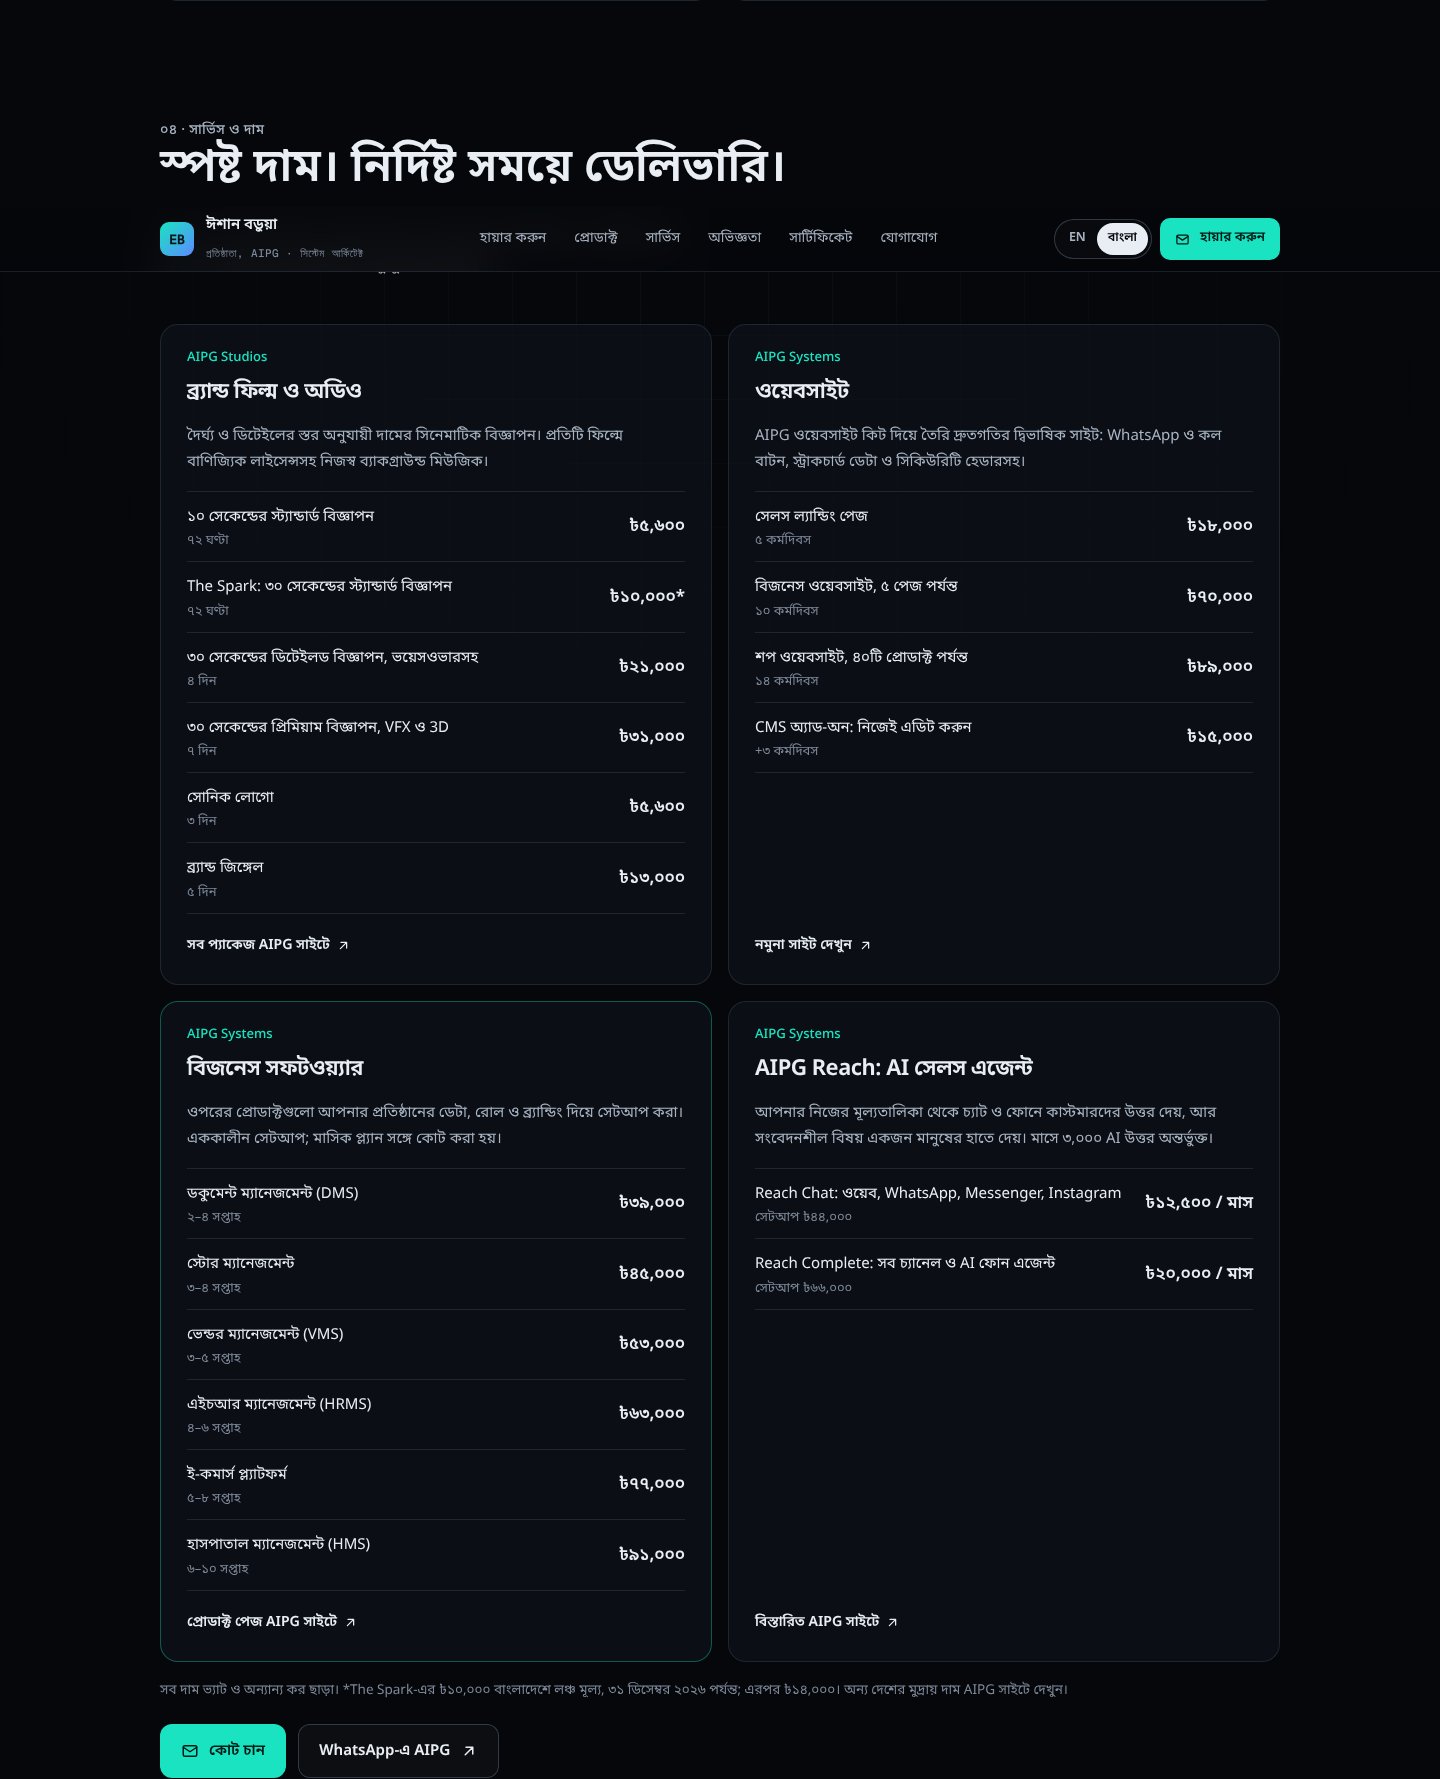 ০৪ · সার্ভিস ও দাম
স্পষ্ট দাম। নির্দিষ্ট সময়ে ডেলিভারি।
EB
ঈশান বড়ুয়া
প্রতিষ্ঠাতা, AIPG · সিস্টেম আর্কিটেক্ট
হায়ার করুন
প্রোডাক্ট
সার্ভিস
অভিজ্ঞতা
সার্টিফিকেট
যোগাযোগ
EN
বাংলা
হায়ার করুন
AIPG Studios
ব্র্যান্ড ফিল্ম ও অডিও
দৈর্ঘ্য ও ডিটেইলের স্তর অনুযায়ী দামের সিনেমাটিক বিজ্ঞাপন। প্রতিটি ফিল্মে
বাণিজ্যিক লাইসেন্সসহ নিজস্ব ব্যাকগ্রাউন্ড মিউজিক।
১০ সেকেন্ডের স্ট্যান্ডার্ড বিজ্ঞাপন
৭২ ঘণ্টা
৳৫,৬০০
The Spark: ৩০ সেকেন্ডের স্ট্যান্ডার্ড বিজ্ঞাপন
৭২ ঘণ্টা
৳১০,০০০*
৩০ সেকেন্ডের ডিটেইলড বিজ্ঞাপন, ভয়েসওভারসহ
৪ দিন
৳২১,০০০
৩০ সেকেন্ডের প্রিমিয়াম বিজ্ঞাপন, VFX ও 3D
৭ দিন
৳৩১,০০০
সোনিক লোগো
৩ দিন
৳৫,৬০০
ব্র্যান্ড জিঙ্গেল
৫ দিন
৳১৩,০০০
সব প্যাকেজ AIPG সাইটে
AIPG Systems
ওয়েবসাইট
AIPG ওয়েবসাইট কিট দিয়ে তৈরি দ্রুতগতির দ্বিভাষিক সাইট: WhatsApp ও কল
বাটন, স্ট্রাকচার্ড ডেটা ও সিকিউরিটি হেডারসহ।
সেলস ল্যান্ডিং পেজ
৫ কর্মদিবস
৳১৮,০০০
বিজনেস ওয়েবসাইট, ৫ পেজ পর্যন্ত
১০ কর্মদিবস
৳৭০,০০০
শপ ওয়েবসাইট, ৪০টি প্রোডাক্ট পর্যন্ত
১৪ কর্মদিবস
৳৮৯,০০০
CMS অ্যাড-অন: নিজেই এডিট করুন
+৩ কর্মদিবস
৳১৫,০০০
নমুনা সাইট দেখুন
AIPG Systems
বিজনেস সফটওয়্যার
ওপরের প্রোডাক্টগুলো আপনার প্রতিষ্ঠানের ডেটা, রোল ও ব্র্যান্ডিং দিয়ে সেটআপ করা।
এককালীন সেটআপ; মাসিক প্ল্যান সঙ্গে কোট করা হয়।
ডকুমেন্ট ম্যানেজমেন্ট (DMS)
২–৪ সপ্তাহ
৳৩৯,০০০
স্টোর ম্যানেজমেন্ট
৩–৪ সপ্তাহ
৳৪৫,০০০
ভেন্ডর ম্যানেজমেন্ট (VMS)
৩–৫ সপ্তাহ
৳৫৩,০০০
এইচআর ম্যানেজমেন্ট (HRMS)
৪–৬ সপ্তাহ
৳৬৩,০০০
ই-কমার্স প্ল্যাটফর্ম
৫–৮ সপ্তাহ
৳৭৭,০০০
হাসপাতাল ম্যানেজমেন্ট (HMS)
৬–১০ সপ্তাহ
৳৯১,০০০
প্রোডাক্ট পেজ AIPG সাইটে
AIPG Systems
AIPG Reach: AI সেলস এজেন্ট
আপনার নিজের মূল্যতালিকা থেকে চ্যাট ও ফোনে কাস্টমারদের উত্তর দেয়, আর
সংবেদনশীল বিষয় একজন মানুষের হাতে দেয়। মাসে ৩,০০০ AI উত্তর অন্তর্ভুক্ত।
Reach Chat: ওয়েব, WhatsApp, Messenger, Instagram
সেটআপ ৳৪৪,০০০
৳১২,৫০০ / মাস
Reach Complete: সব চ্যানেল ও AI ফোন এজেন্ট
সেটআপ ৳৬৬,০০০
৳২০,০০০ / মাস
বিস্তারিত AIPG সাইটে
সব দাম ভ্যাট ও অন্যান্য কর ছাড়া। *The Spark-এর ৳১০,০০০ বাংলাদেশে লঞ্চ মূল্য, ৩১ ডিসেম্বর ২০২৬ পর্যন্ত; এরপর ৳১৪,০০০। অন্য দেশের মুদ্রায় দাম AIPG সাইটে দেখুন।
কোট চান
WhatsApp-এ AIPG